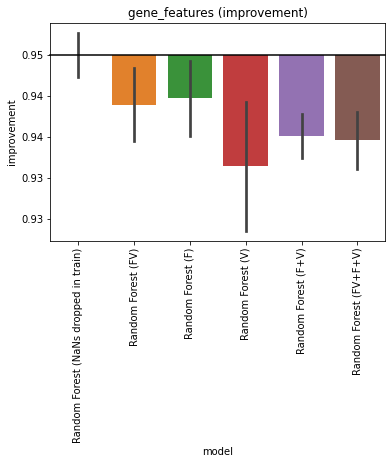 gene_features (improvement)
0.95
0.94
0.94
0.93
0.93
improvement
Random Forest (NaNs dropped in train)
Random Forest (FV)
Random Forest (F)
Random Forest (V)
Random Forest (F+V)
Random Forest (FV+F+V)
model